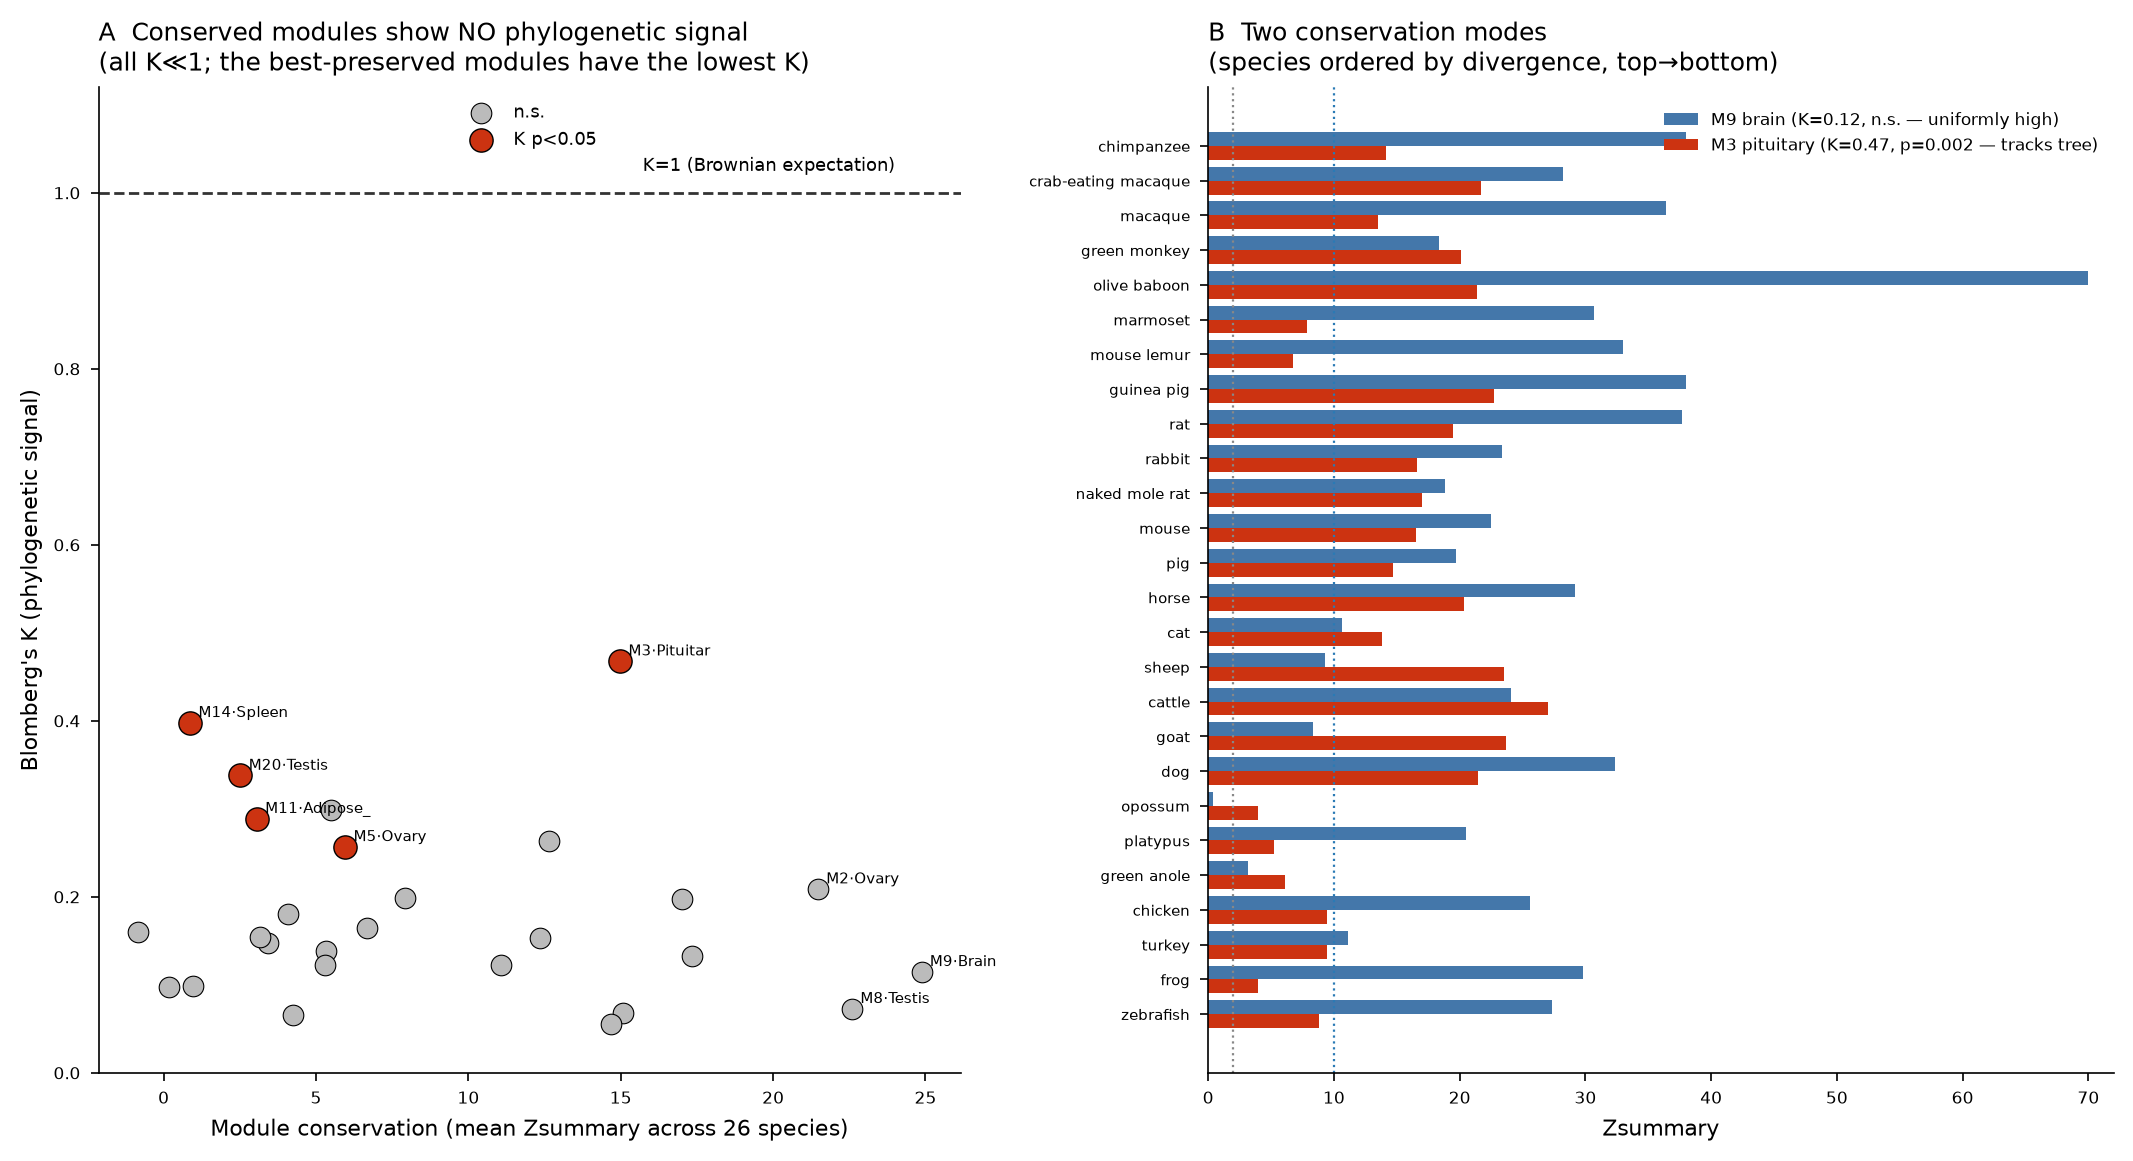 A  Conserved modules show NO phylogenetic signal
(all K≪1; the best-preserved modules have the lowest K)
n.s.
K p<0.05
K=1 (Brownian expectation)
1.0
0.8
0.6
0.4
0.2
0.0
Blomberg's K (phylogenetic signal)
M3·Pituitar
M14·Spleen
M20·Testis
M11·Adipose_
M5·Ovary
M2·Ovary
M9·Brain
M8·Testis
0 5 10 15 20 25
Module conservation (mean Zsummary across 26 species)
B  Two conservation modes
(species ordered by divergence, top→bottom)
M9 brain (K=0.12, n.s. — uniformly high)
M3 pituitary (K=0.47, p=0.002 — tracks tree)
chimpanzee
crab-eating macaque
macaque
green monkey
olive baboon
marmoset
mouse lemur
guinea pig
rat
rabbit
naked mole rat
mouse
pig
horse
cat
sheep
cattle
goat
dog
opossum
platypus
green anole
chicken
turkey
frog
zebrafish
0 10 20 30 40 50 60 70
Zsummary